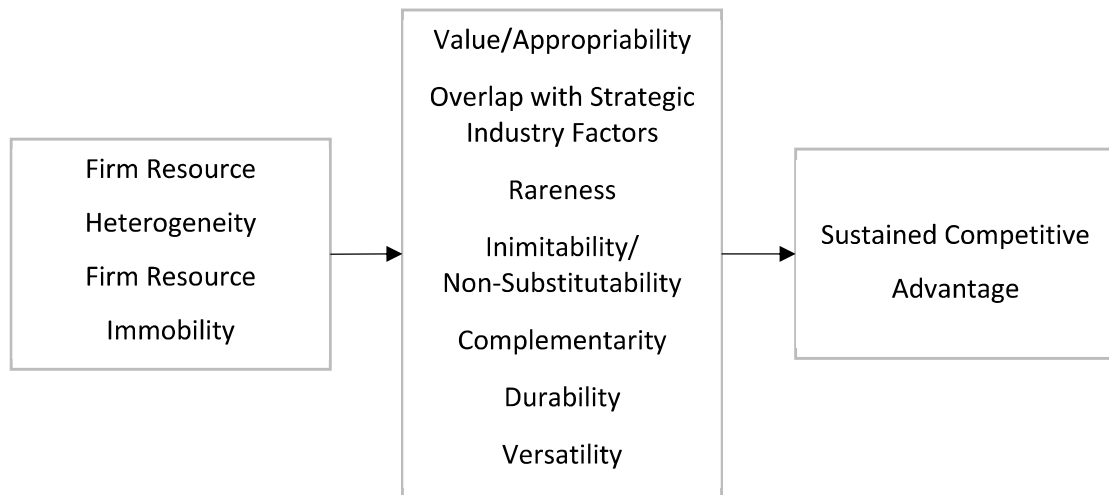 Firm Resource
Heterogeneity
Firm Resource
Immobility
Value/Appropriability
Overlap with Strategic
Industry Factors
Rareness
Inimitability/
Non-Substitutability
Complementarity
Durability
Versatility
Sustained Competitive
Advantage